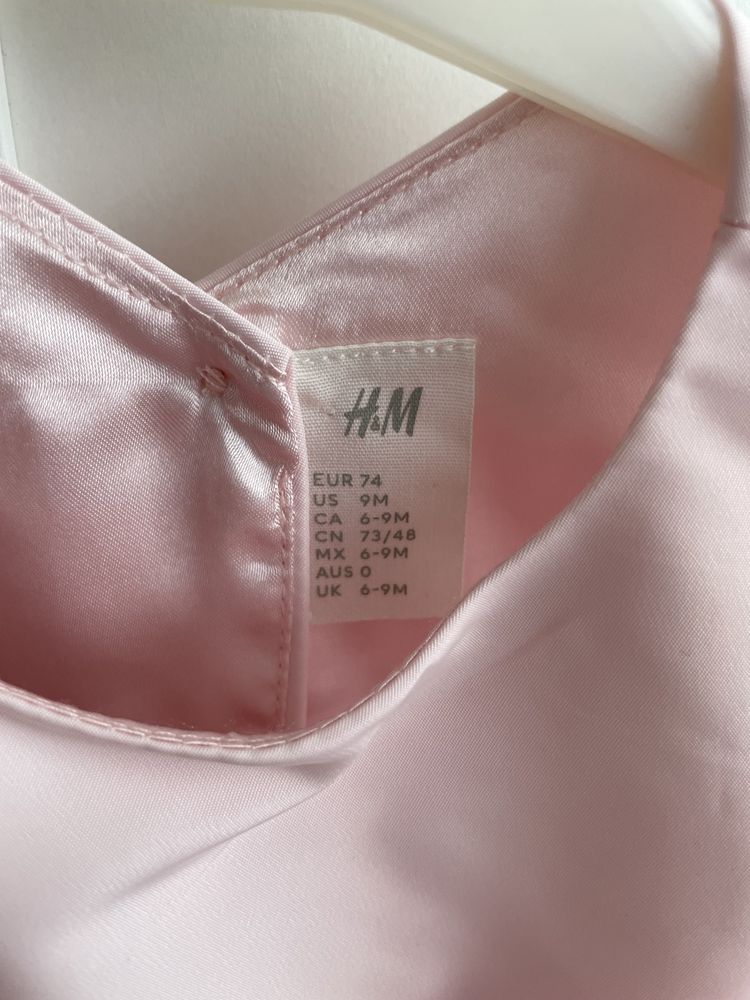 H&M
EUR 74
US 9M
CA 6-9M
CN 73/48
MX 6-9M
AUS 0
UK 6-9M